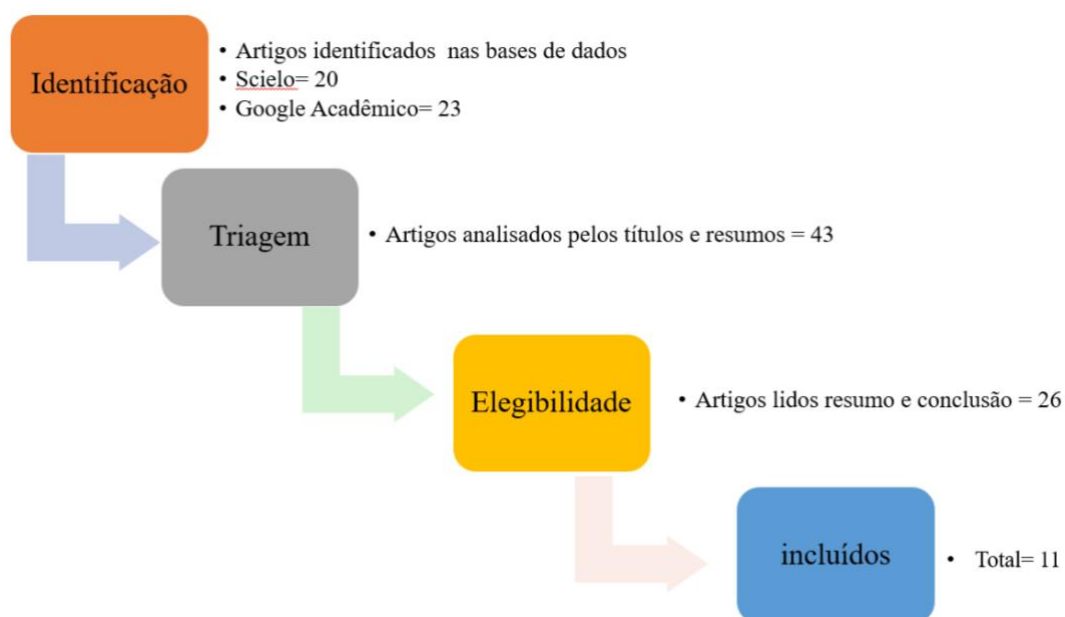 Identificação
• Artigos identificados nas bases de dados
• Scielo= 20
• Google Acadêmico= 23
Triagem
• Artigos analisados pelos títulos e resumos = 43
Elegibilidade
• Artigos lidos resumo e conclusão = 26
incluídos
• Total= 11